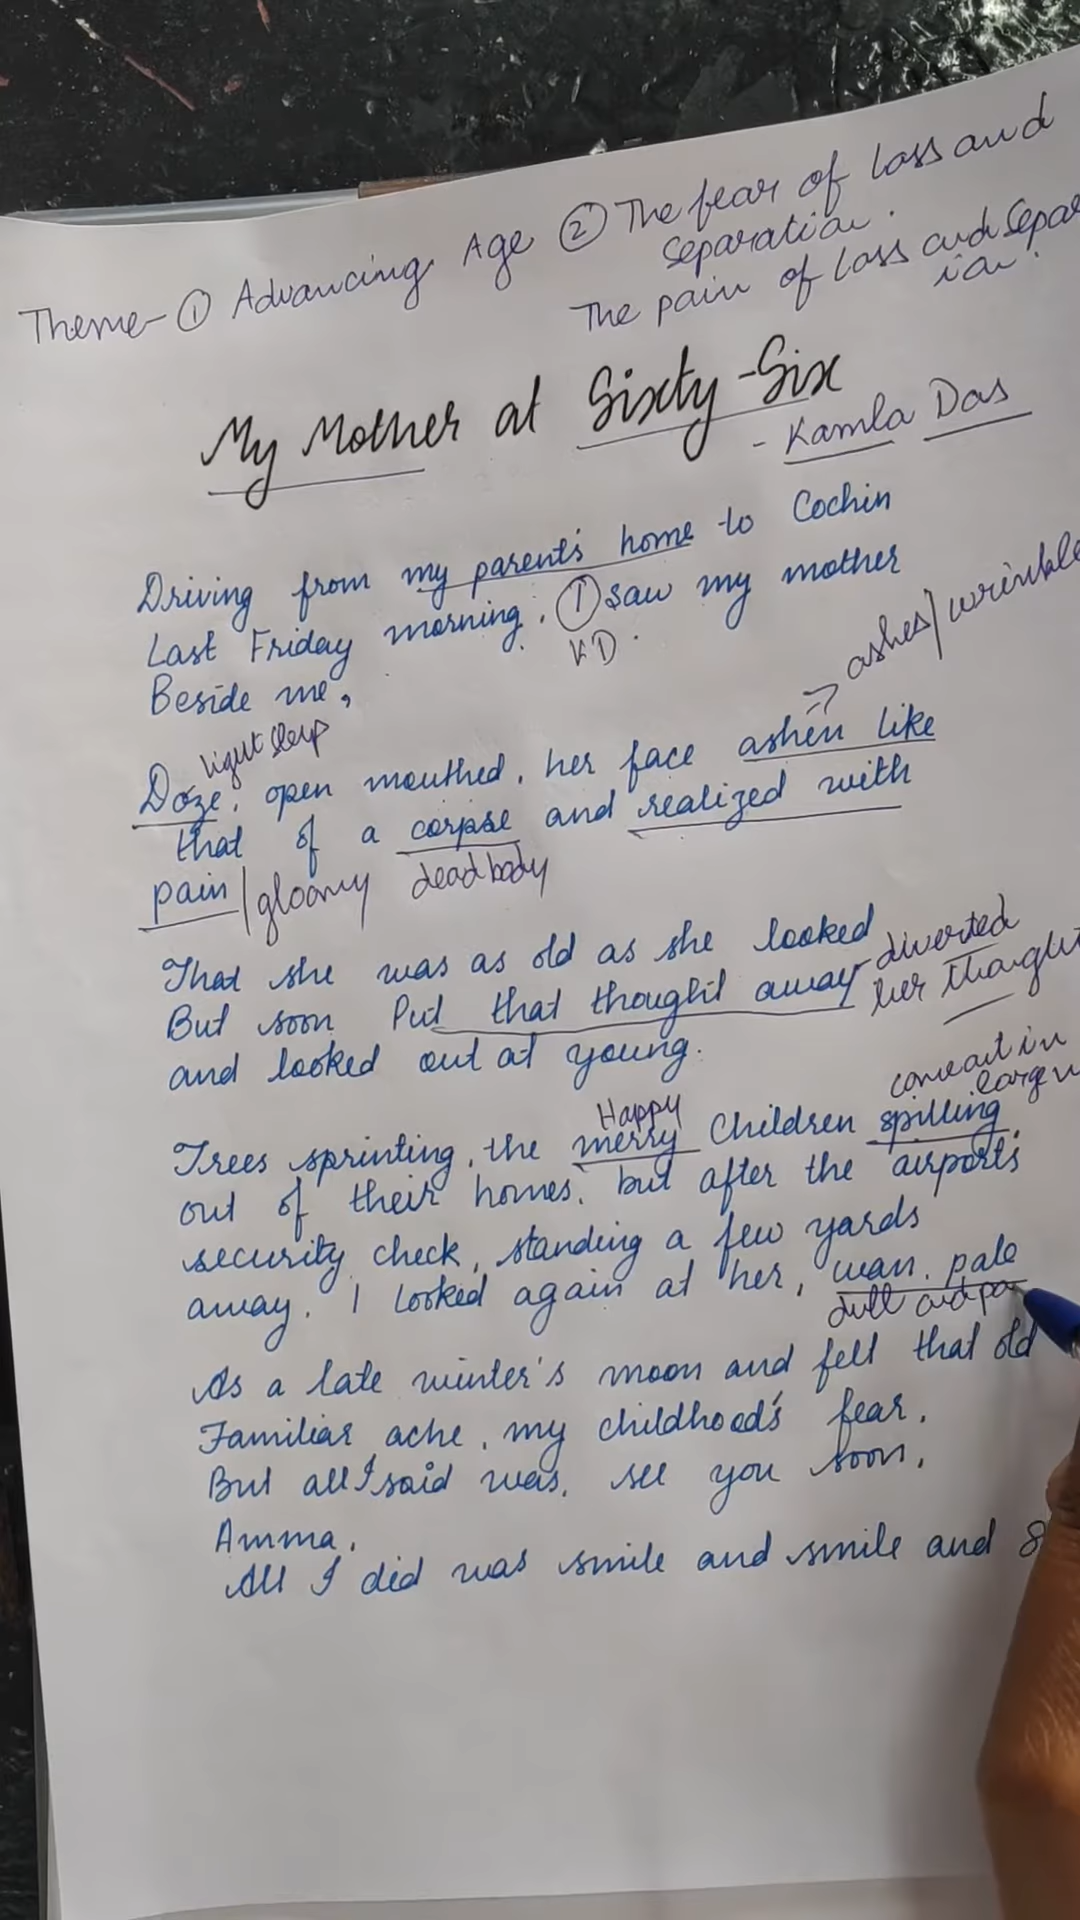 Theme- ① Advancing Age ② The fear of loss and
separation.
The pain of loss and separ
ion.
My Mother at Sixty-Six
- Kamla Das
Driving from my parent's home to Cochin
Last Friday morning, I saw my mother
KD.
Beside me,
→ ashes/wrinkle
light sleep
Doze, open mouthed, her face ashen like
that of a corpse and realized with
pain/gloomy dead body
That she was as old as she looked
But soon Put that thought away - diverted
her thought
and looked out at young.
come out in
large n
Happy
Trees sprinting, the merry Children spilling
out of their homes, but after the airport's
security check, standing a few yards
away, I looked again at her, wan, pale
dull and pa
As a late winter's moon and felt that old
Familiar ache, my childhood's fear,
But all I said was, see you soon,
Amma,
All I did was smile and smile and s